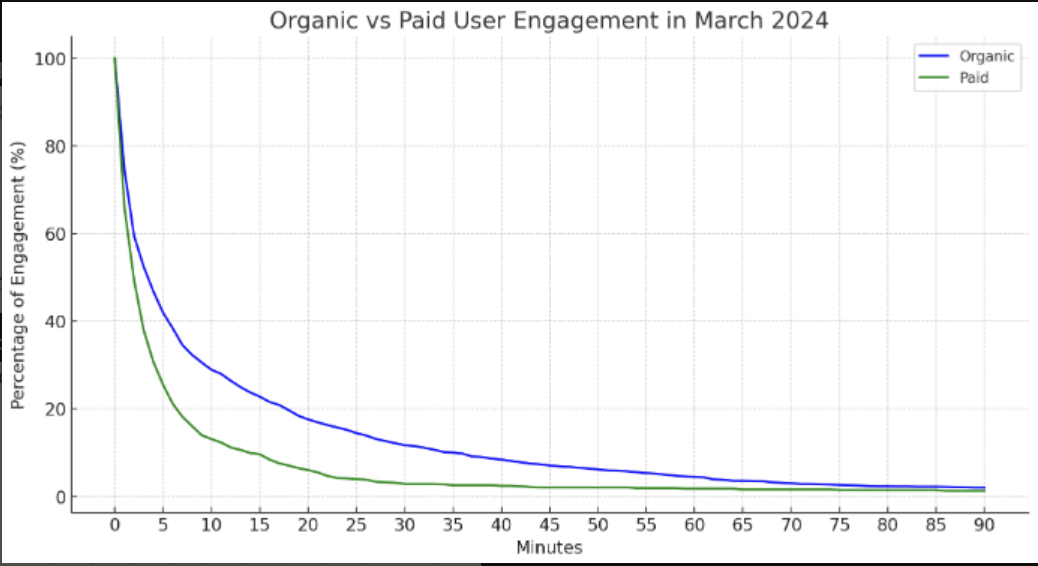 Organic vs Paid User Engagement in March 2024
Organic
Paid
Percentage of Engagement (%)
100
80
60
40
20
0
0 5 10 15 20 25 30 35 40 45 50 55 60 65 70 75 80 85 90
Minutes